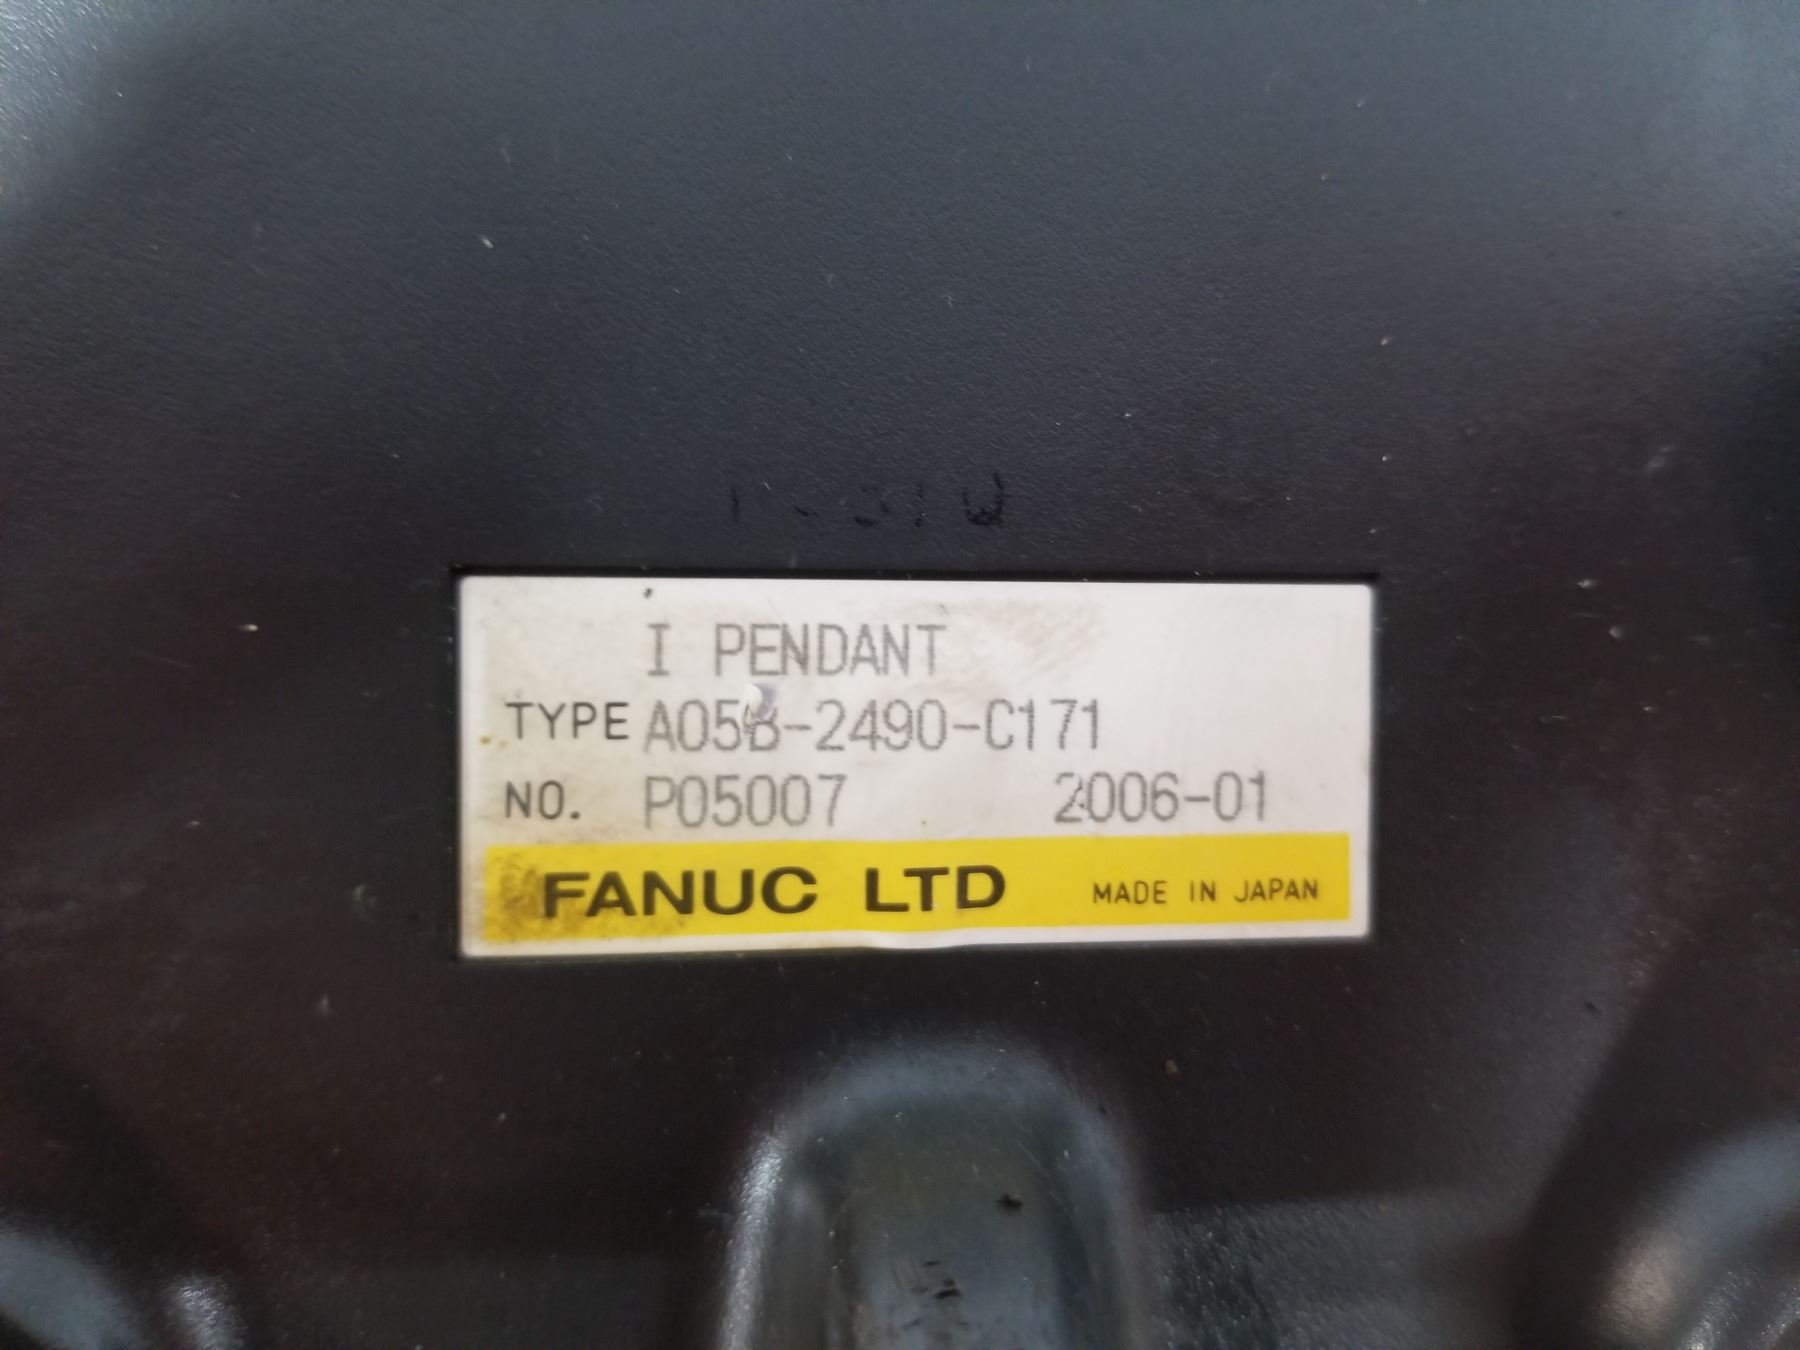 I PENDANT
TYPE A05B-2490-C171
NO. P05007 2006-01
FANUC LTD MADE IN JAPAN